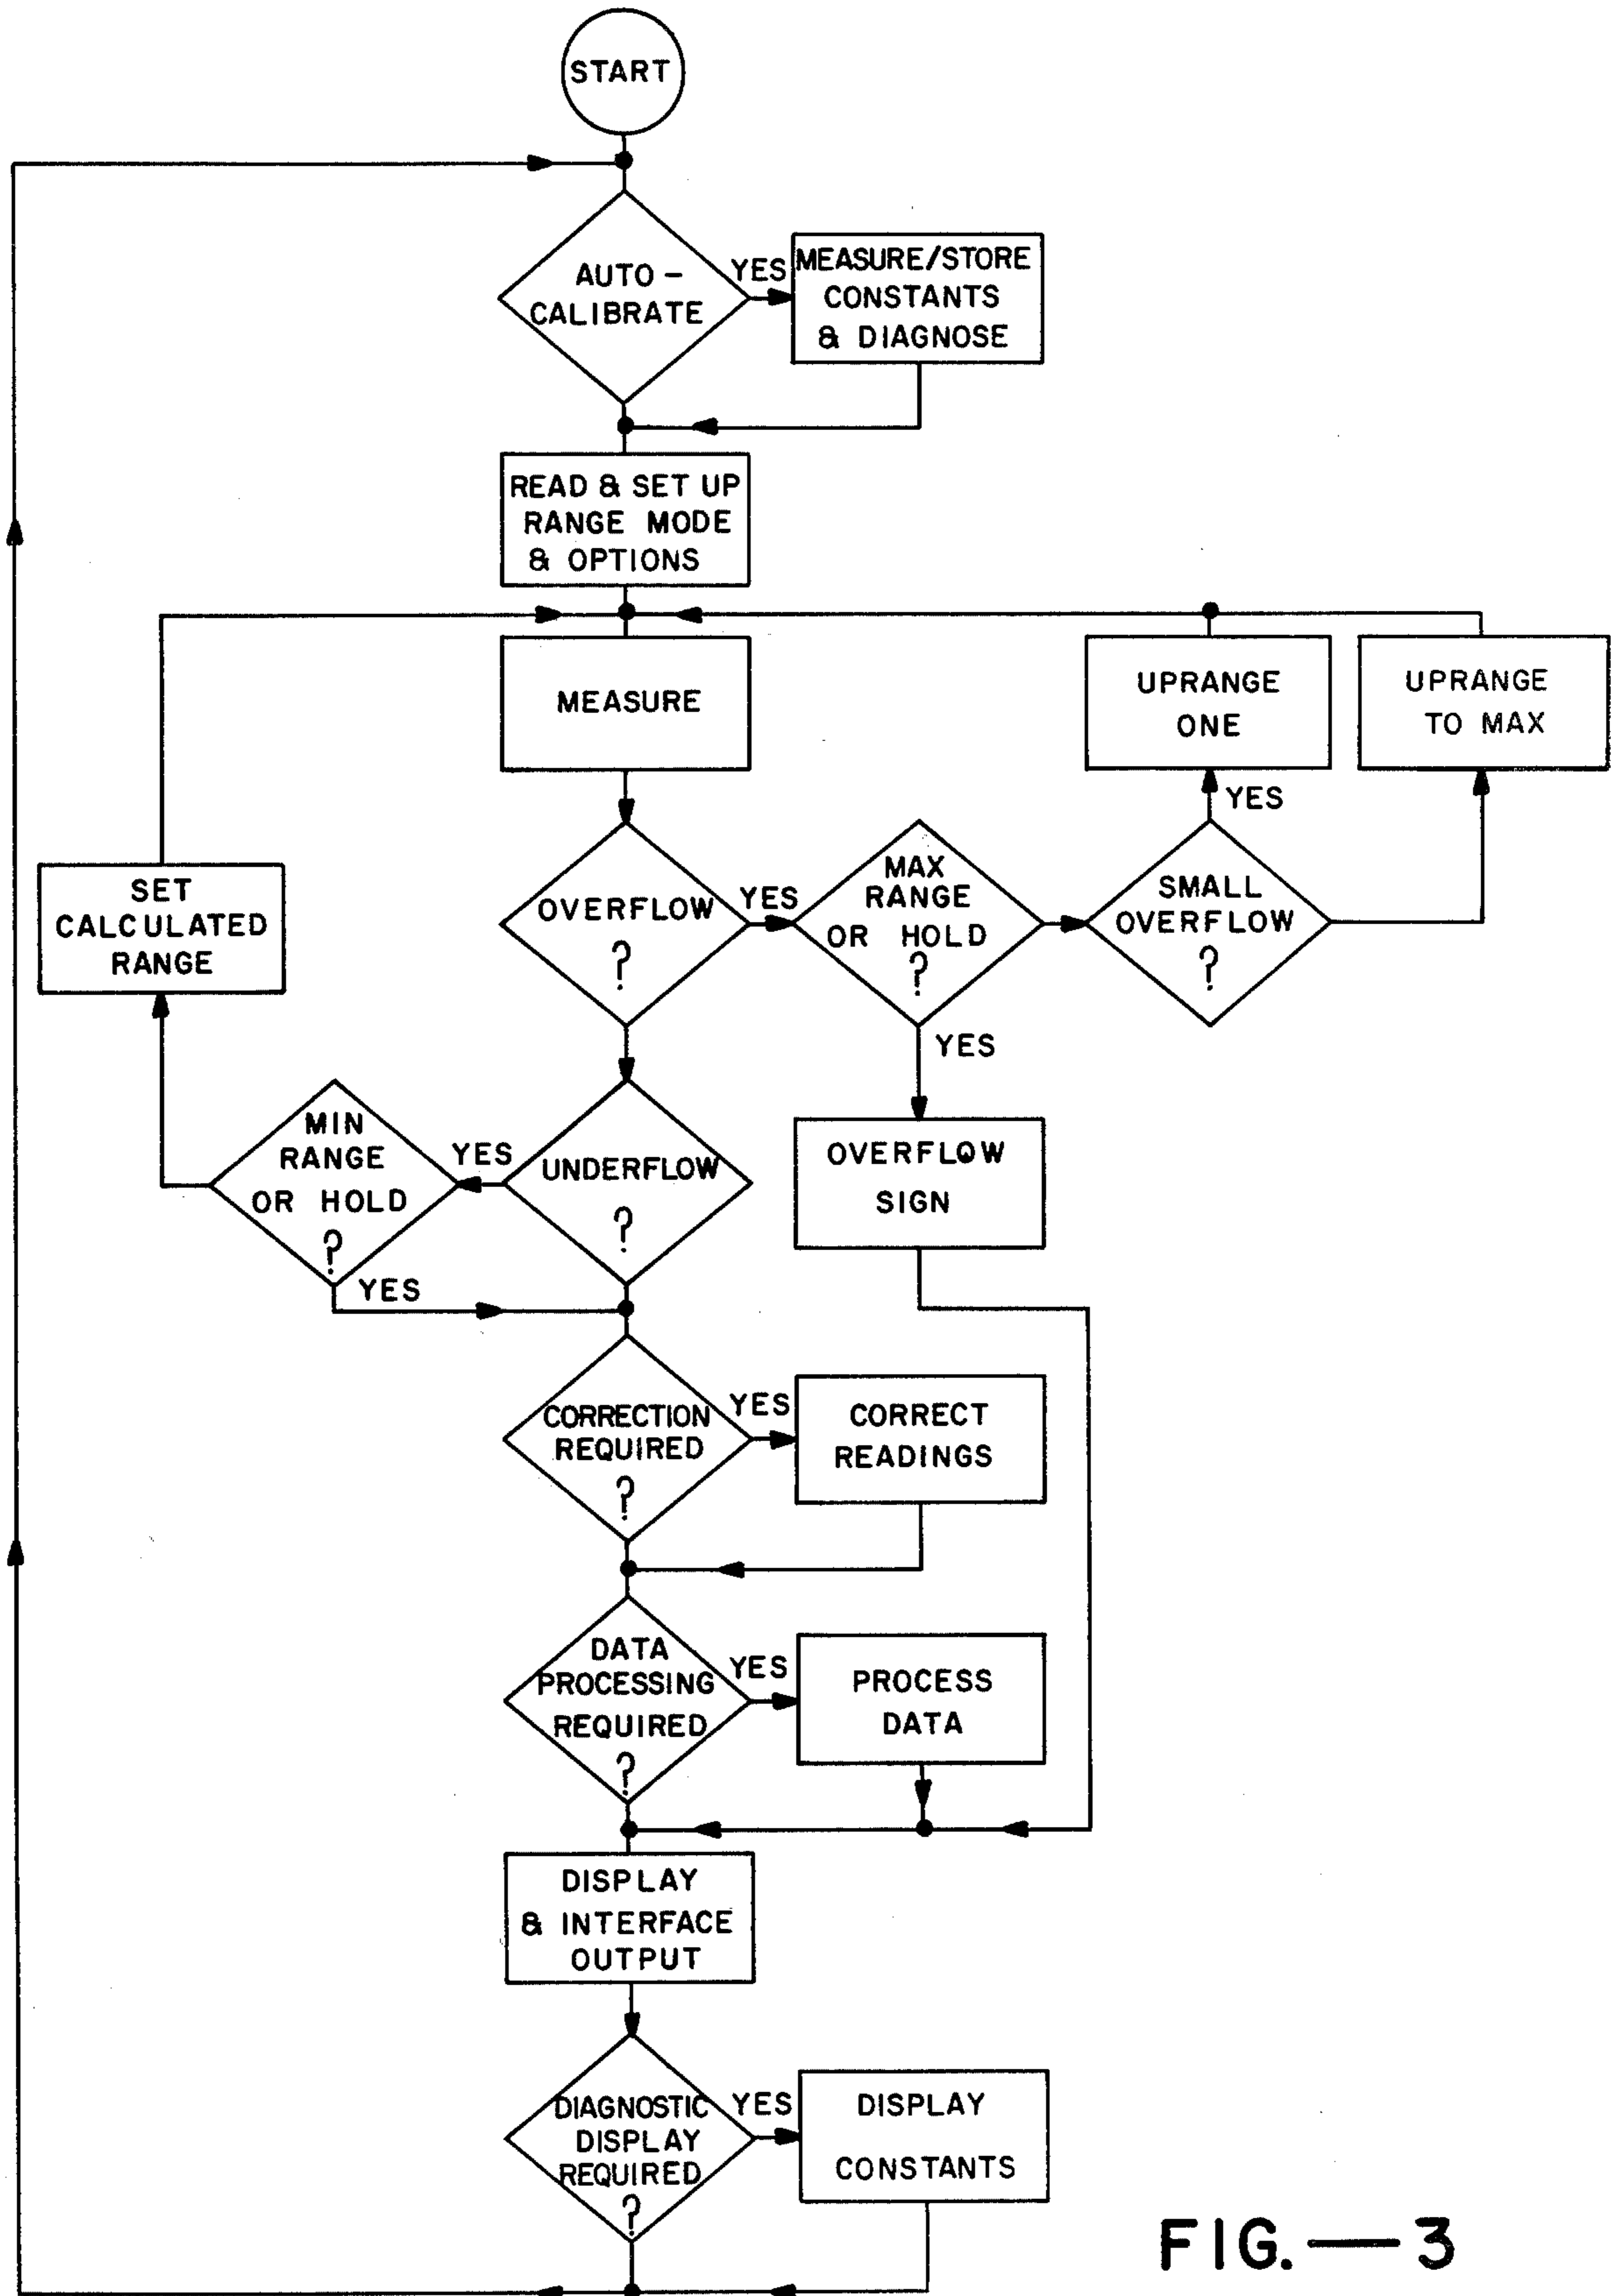 START
AUTO -
CALIBRATE
YES
MEASURE/STORE
CONSTANTS
& DIAGNOSE
READ & SET UP
RANGE MODE
& OPTIONS
MEASURE
UPRANGE
ONE
UPRANGE
TO MAX
YES
SET
CALCULATED
RANGE
OVERFLOW
?
YES
MAX
RANGE
OR HOLD
?
SMALL
OVERFLOW
?
YES
MIN
RANGE
OR HOLD
?
YES
UNDERFLOW
?
OVERFLOW
SIGN
YES
CORRECTION
REQUIRED
?
YES
CORRECT
READINGS
DATA
PROCESSING
REQUIRED
?
YES
PROCESS
DATA
DISPLAY
& INTERFACE
OUTPUT
DIAGNOSTIC
DISPLAY
REQUIRED
?
YES
DISPLAY
CONSTANTS
FIG. — 3